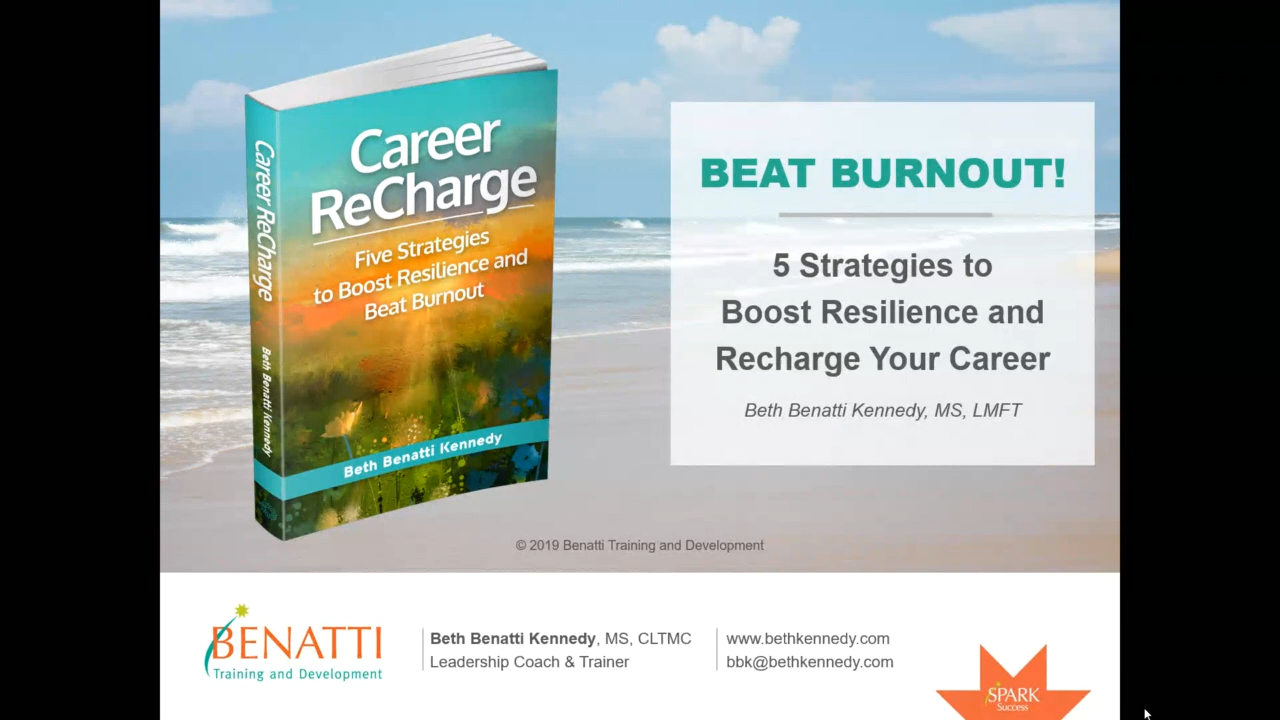 Career
ReCharge
Five Strategies
to Boost Resilience and
Beat Burnout
Beth Benatti Kennedy
Career ReCharge
Beth Benatti Kennedy
BEAT BURNOUT!
5 Strategies to
Boost Resilience and
Recharge Your Career
Beth Benatti Kennedy, MS, LMFT
© 2019 Benatti Training and Development
BENATTI
Training and Development
Beth Benatti Kennedy, MS, CLTMC
Leadership Coach & Trainer
www.bethkennedy.com
bbk@bethkennedy.com
SPARK
Success